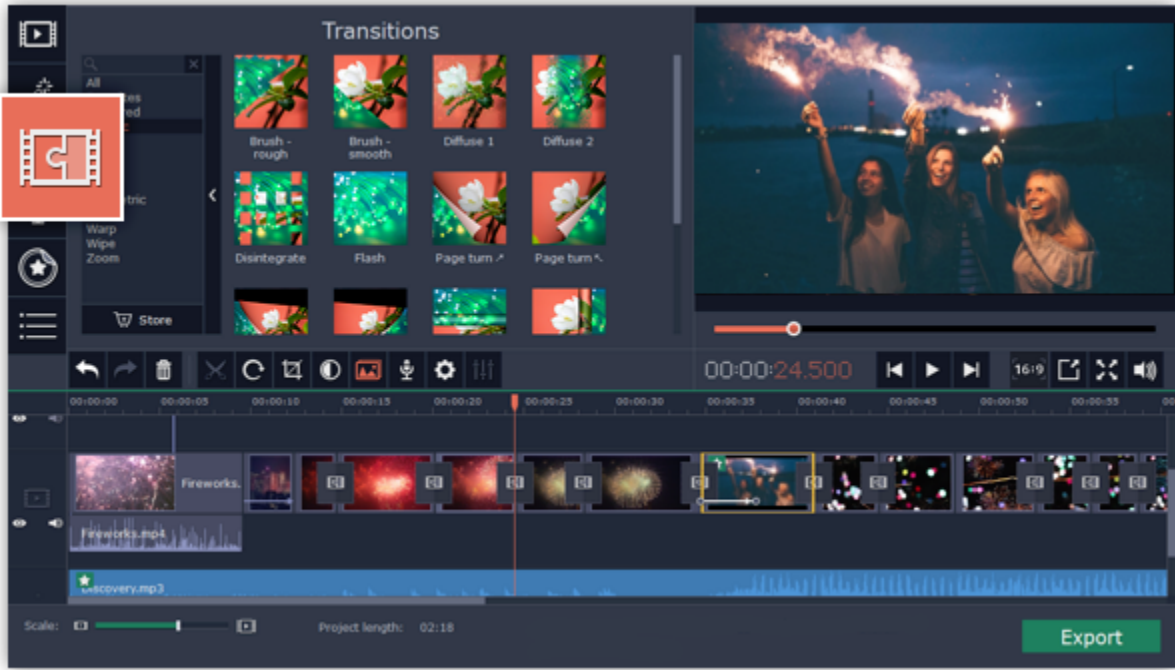 Transitions
All
Warp
Wipe
Zoom
Store
Brush - rough
Brush - smooth
Diffuse 1
Diffuse 2
Disintegrate
Flash
Page turn ↗
Page turn ↖
00:00:24.500
16:9
00:00:00 00:00:05 00:00:10 00:00:15 00:00:20 00:00:25 00:00:30 00:00:35 00:00:40 00:00:45 00:00:50 00:00:55
Fireworks.
Fireworks.mp4
Discovery.mp3
Scale:
Project length: 02:18
Export